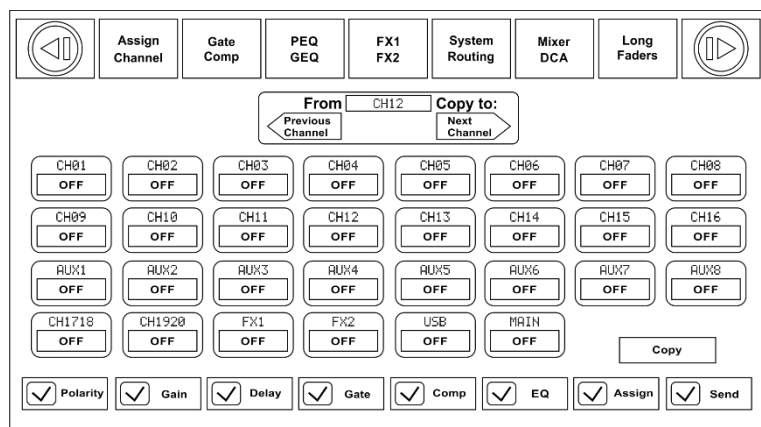 Assign Channel
Gate Comp
PEQ GEQ
FX1 FX2
System Routing
Mixer DCA
Long Faders
From CH12 Copy to:
Previous Channel
Next Channel
CH01 CH02 CH03 CH04 CH05 CH06 CH07 CH08
OFF OFF OFF OFF OFF OFF OFF OFF
CH09 CH10 CH11 CH12 CH13 CH14 CH15 CH16
OFF OFF OFF OFF OFF OFF OFF OFF
AUX1 AUX2 AUX3 AUX4 AUX5 AUX6 AUX7 AUX8
OFF OFF OFF OFF OFF OFF OFF OFF
CH1718 CH1920 FX1 FX2 USB MAIN
OFF OFF OFF OFF OFF OFF
Copy
Polarity Gain Delay Gate Comp EQ Assign Send